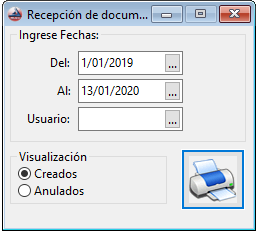 Recepción de docum...
Ingrese Fechas:
Del: 1/01/2019 ...
Al: 13/01/2020 ...
Usuario: ...
Visualización
Creados
Anulados